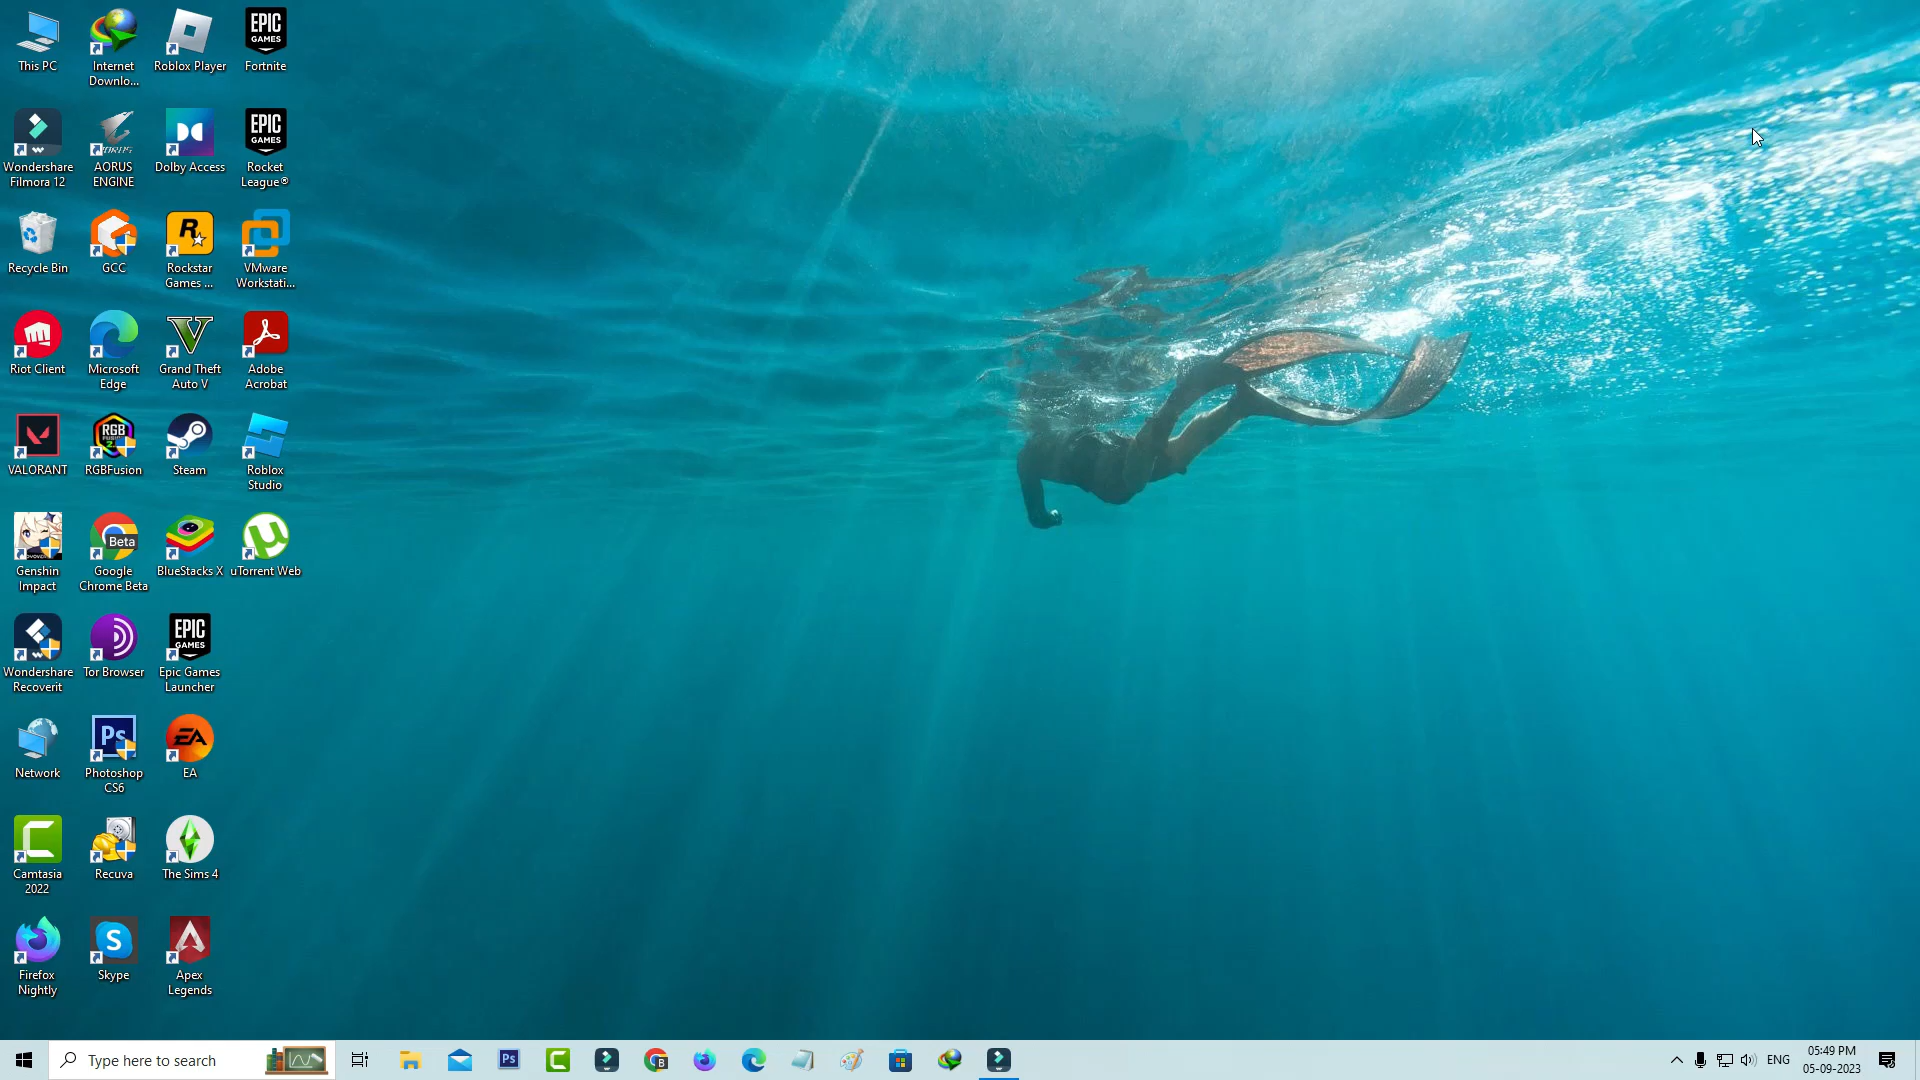 This PC
Internet
Downlo...
Roblox Player
EPIC
GAMES
Fortnite
Wondershare
Filmora 12
AORUS
AORUS
ENGINE
Dolby Access
EPIC
GAMES
Rocket
League®
Recycle Bin
GCC
R
Rockstar
Games ...
VMware
Workstati...
Riot Client
Microsoft
Edge
V
Grand Theft
Auto V
Adobe
Acrobat
VALORANT
RGB
RGBFusion
Steam
Roblox
Studio
Genshin
Impact
Beta
Google
Chrome Beta
BlueStacks X
µ
uTorrent Web
Wondershare
Recoverit
Tor Browser
EPIC
GAMES
Epic Games
Launcher
Network
Ps
Photoshop
CS6
EA
EA
Camtasia
2022
Recuva
The Sims 4
Firefox
Nightly
S
Skype
Apex
Legends
Type here to search
Ps
B
ENG
05:49 PM
05-09-2023